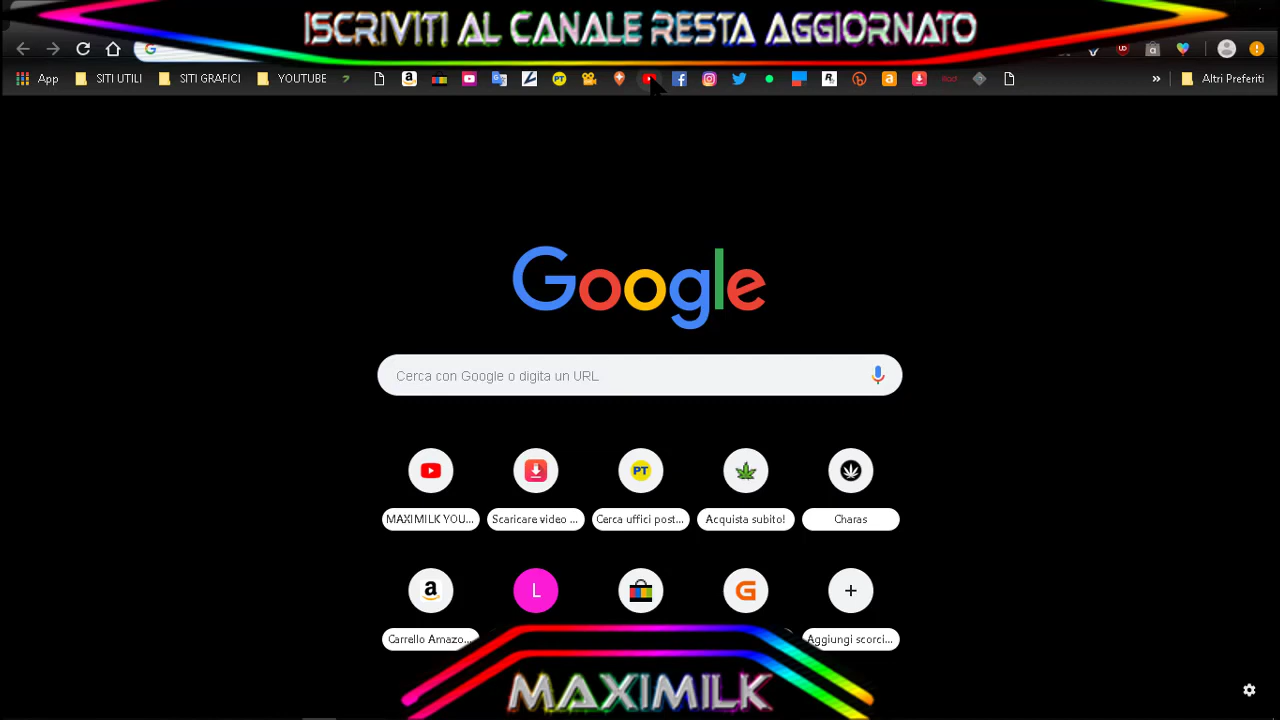 ISCRIVITI AL CANALE RESTA AGGIORNATO
App SITI UTILI SITI GRAFICI YOUTUBE » Altri Preferiti
Google
Cerca con Google o digita un URL
PT
MAXIMILK YOU... Scaricare video ... Cerca uffici post... Acquista subito! Charas
a L G +
Carrello Amazo... Aggiungi scorci...
MAXIMILK